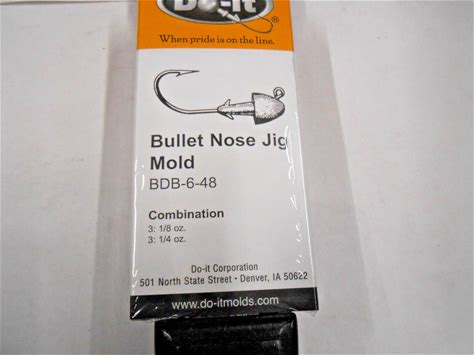 Do-it
®
When pride is on the line.
Bullet Nose Jig
Mold
BDB-6-48
Combination
3: 1/8 oz.
3: 1/4 oz.
Do-it Corporation
501 North State Street • Denver, IA 50622
www.do-itmolds.com